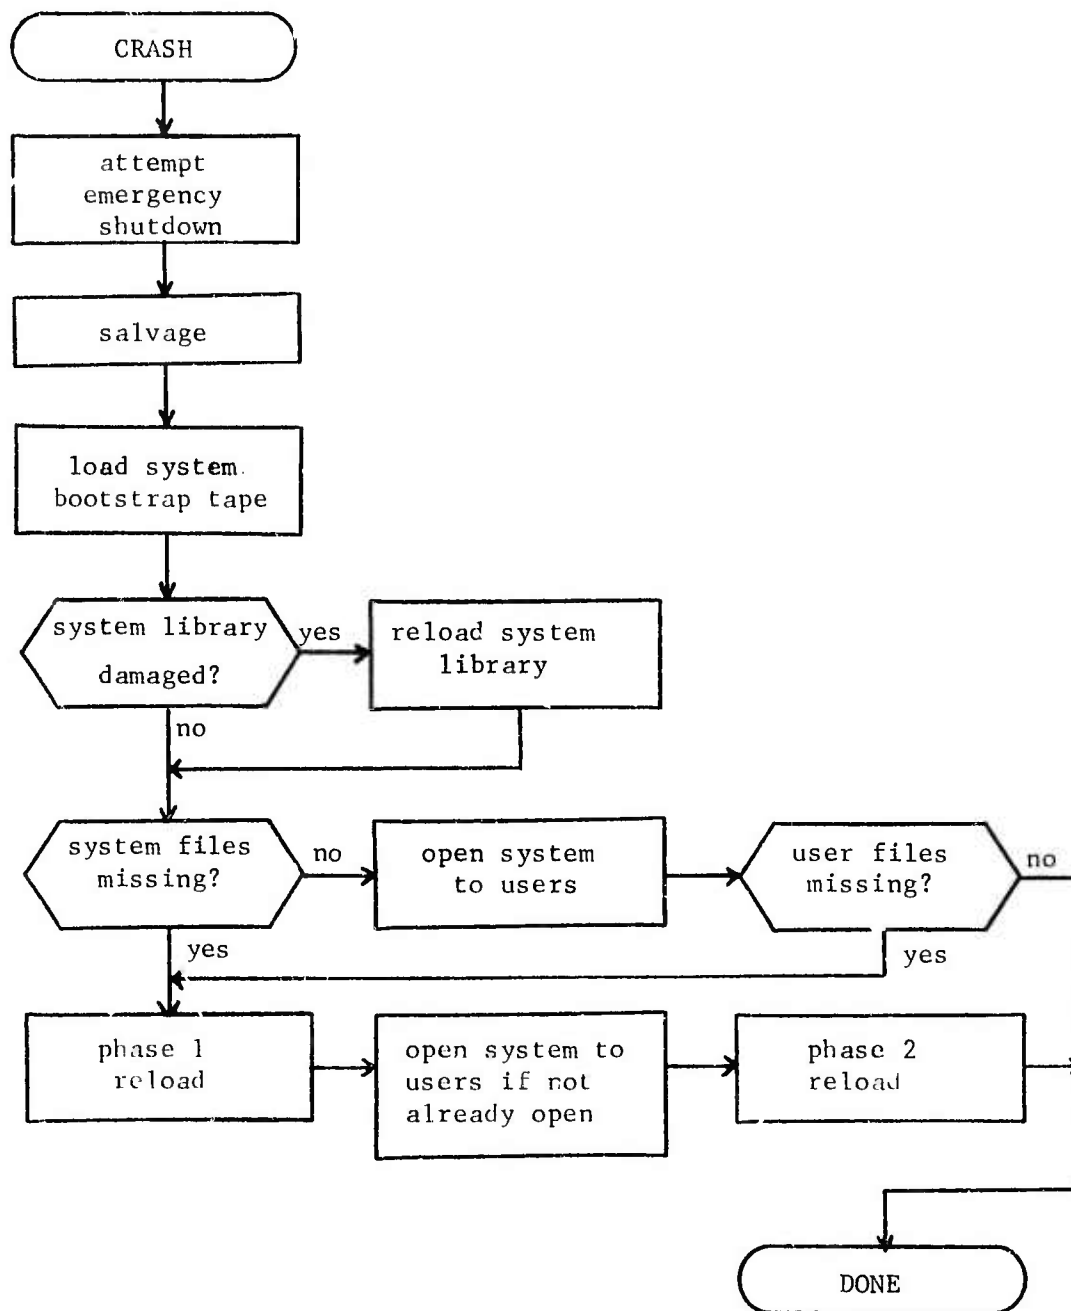 CRASH
attempt
emergency
shutdown
salvage
load system
bootstrap tape
system library
damaged?
yes
reload system
library
no
system files
missing?
no
open system
to users
user files
missing?
no
yes
yes
phase 1
reload
open system to
users if not
already open
phase 2
reload
DONE